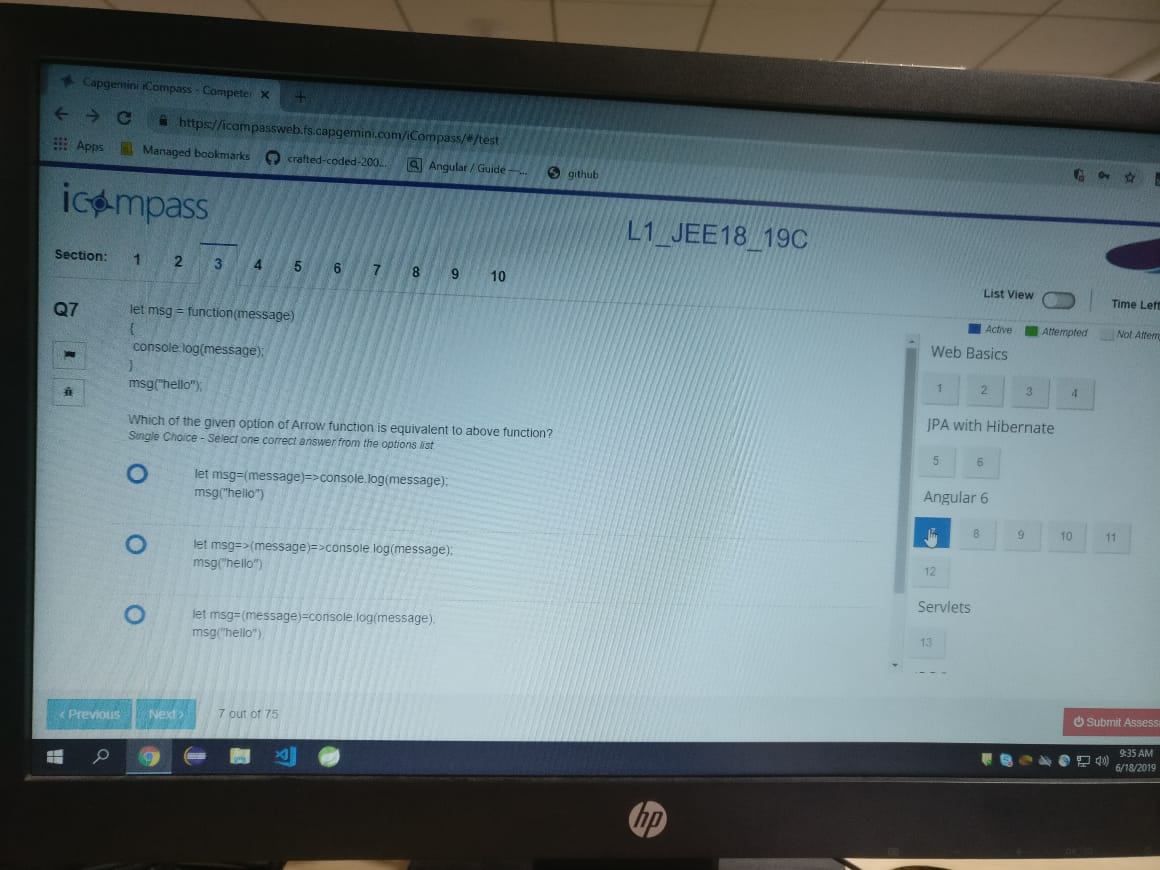 Capgemini iCompass - Competen
https://icompassweb.fs.capgemini.com/iCompass/#/test
Apps Managed bookmarks crafted-coded-200... Angular / Guide —... github
icompass
L1_JEE18_19C
Section: 1 2 3 4 5 6 7 8 9 10
List View Time Left
Active Attempted Not Attem
Q7
let msg = function(message)
{
console.log(message);
}
msg("hello");
Which of the given option of Arrow function is equivalent to above function?
Single Choice - Select one correct answer from the options list.
let msg=(message)=>console.log(message);
msg("hello")
let msg=>(message)=>console.log(message);
msg("hello")
let msg=(message)=console.log(message);
msg("hello")
Web Basics
1 2 3 4
JPA with Hibernate
5 6
Angular 6
7 8 9 10 11
12
Servlets
13
‹ Previous Next › 7 out of 75
Submit Assess
9:35 AM
6/18/2019
hp